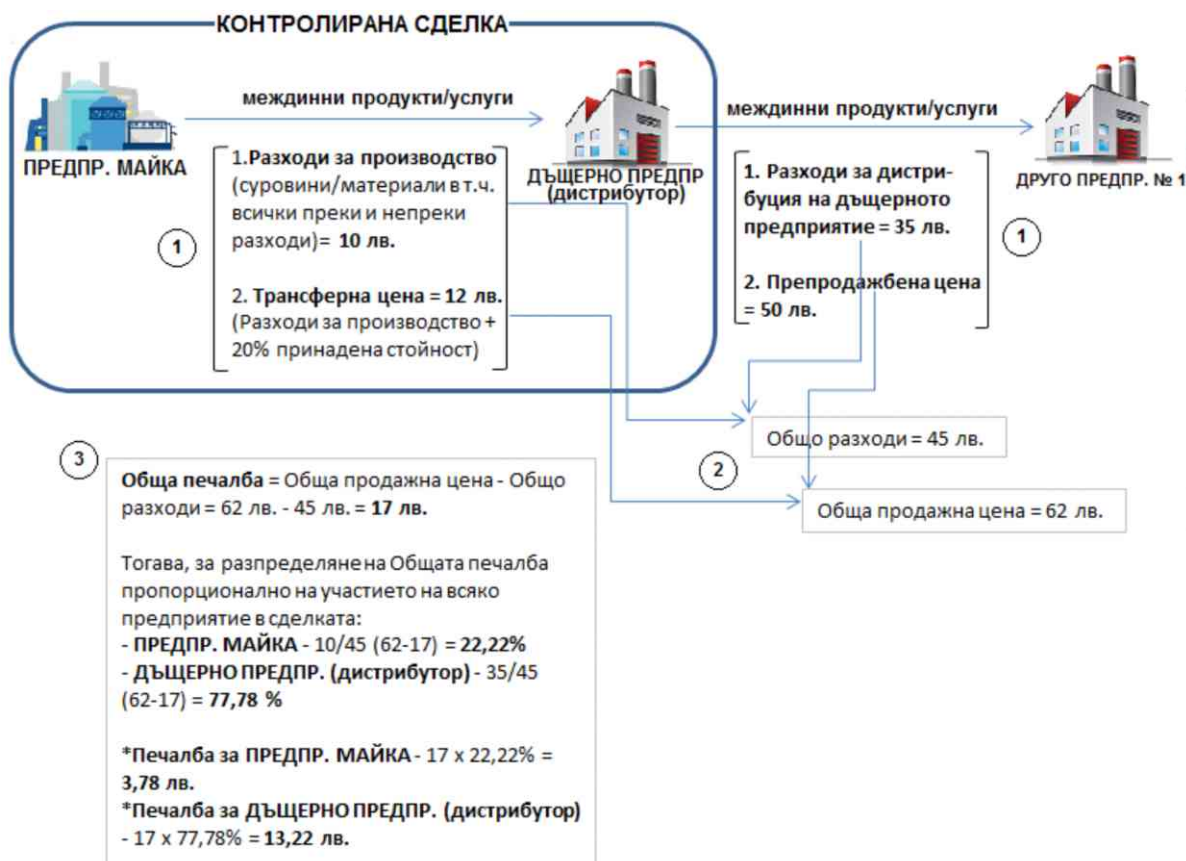 КОНТРОЛИРАНА СДЕЛКА
междинни продукти/услуги
ПРЕДПР. МАЙКА
1.Разходи за производство
(суровини/материали в т.ч.
всички преки и непреки
разходи)= 10 лв.
2. Трансферна цена = 12 лв.
(Разходи за производство +
20% принадена стойност)
1
ДЪЩЕРНО ПРЕДПР
(дистрибутор)
междинни продукти/услуги
ДРУГО ПРЕДПР. № 1
1. Разходи за дистри-
буция на дъщерното
предприятие = 35 лв.
2. Препродажбена цена
= 50 лв.
1
Общо разходи = 45 лв.
2
Обща продажна цена = 62 лв.
3
Обща печалба = Обща продажна цена - Общо
разходи = 62 лв. - 45 лв. = 17 лв.
Тогава, за разпределяне на Общата печалба
пропорционално на участието на всяко
предприятие в сделката:
- ПРЕДПР. МАЙКА - 10/45 (62-17) = 22,22%
- ДЪЩЕРНО ПРЕДПР. (дистрибутор) - 35/45
(62-17) = 77,78 %
*Печалба за ПРЕДПР. МАЙКА - 17 x 22,22% =
3,78 лв.
*Печалба за ДЪЩЕРНО ПРЕДПР. (дистрибутор)
- 17 x 77,78% = 13,22 лв.